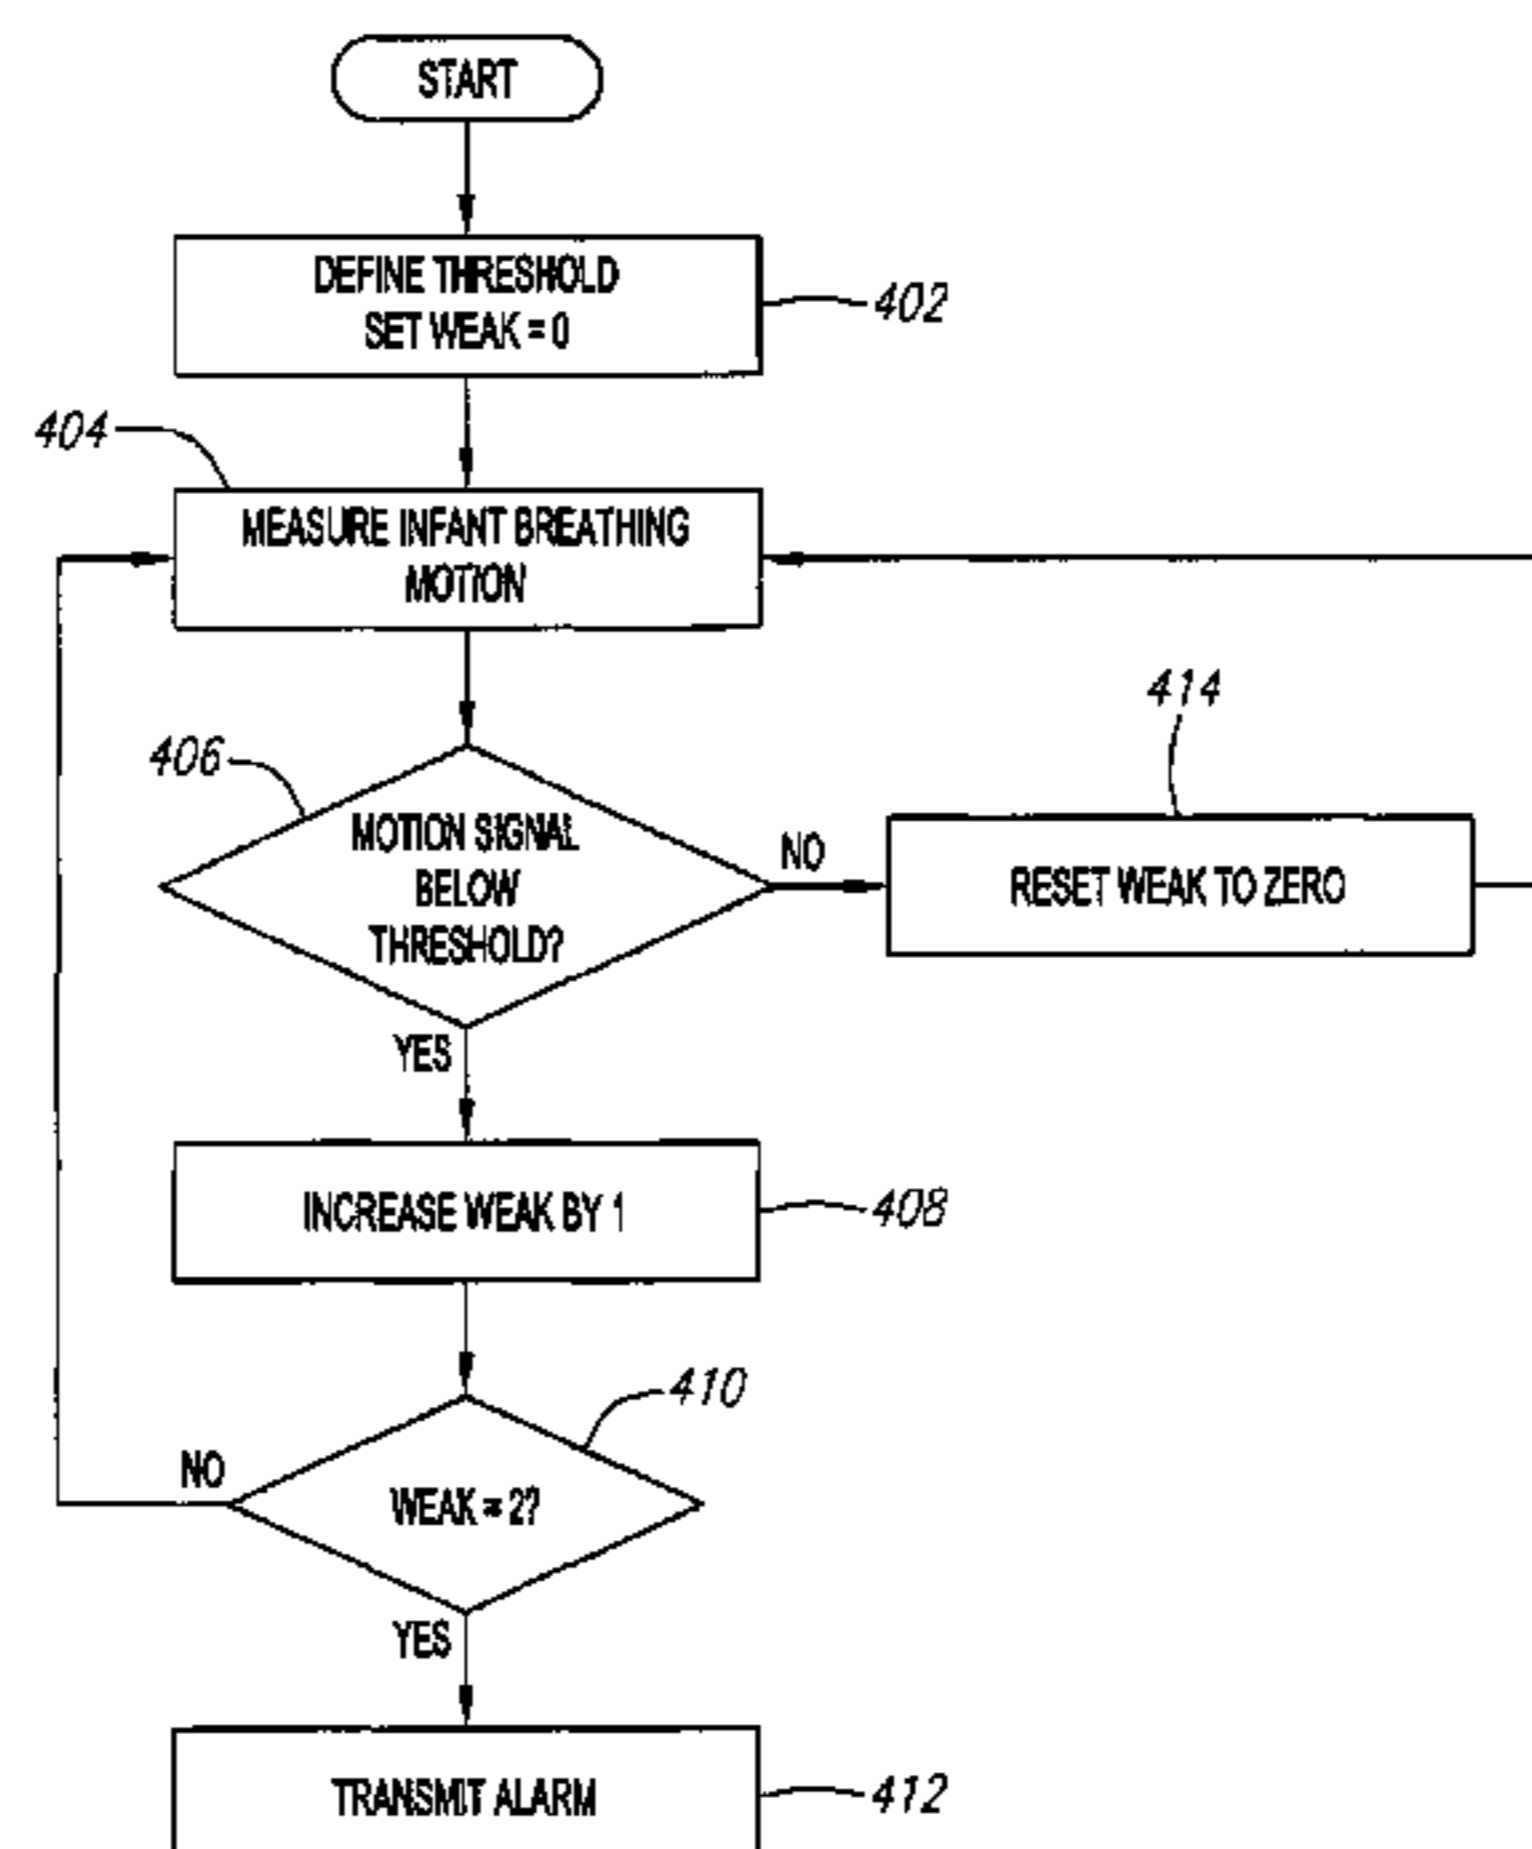 START
DEFINE THRESHOLD
SET WEAK = 0
402
404
MEASURE INFANT BREATHING
MOTION
414
406
MOTION SIGNAL
BELOW
THRESHOLD?
NO
RESET WEAK TO ZERO
YES
INCREASE WEAK BY 1
408
410
NO
WEAK = 2?
YES
TRANSMIT ALARM
412